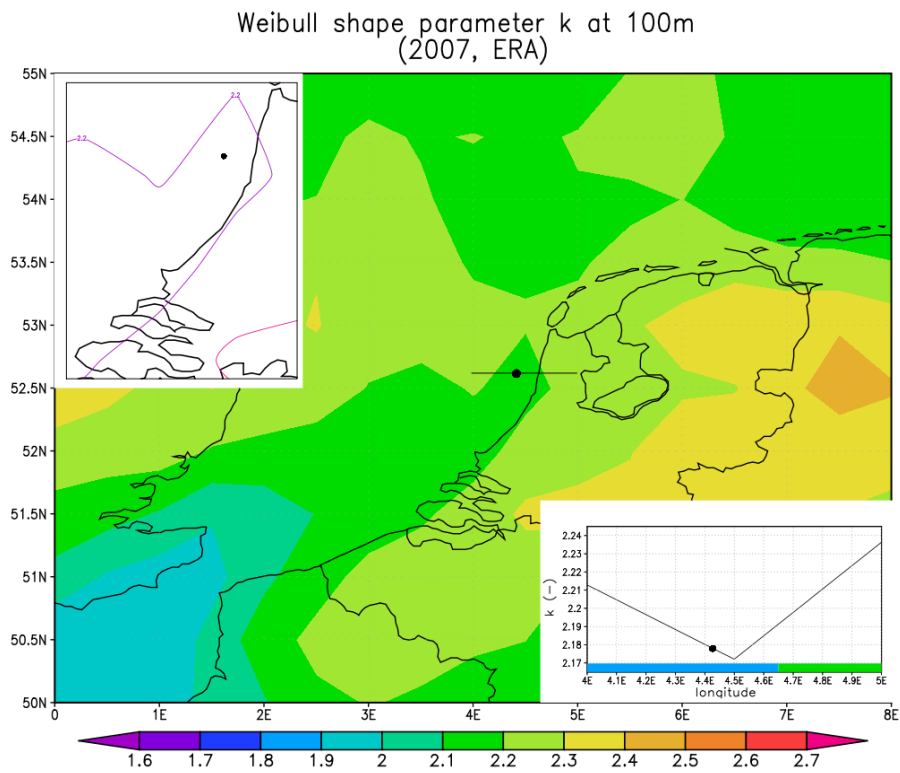 Weibull shape parameter k at 100m
(2007, ERA)
55N
54.5N
54N
53.5N
53N
52.5N
52N
51.5N
51N
50.5N
50N
2.2
2.2
k (-)
2.24
2.23
2.22
2.21
2.2
2.19
2.18
2.17
4E 4.1E 4.2E 4.3E 4.4E 4.5E 4.6E 4.7E 4.8E 4.9E 5E
longitude
0 1E 2E 3E 4E 5E 6E 7E 8E
1.6 1.7 1.8 1.9 2 2.1 2.2 2.3 2.4 2.5 2.6 2.7